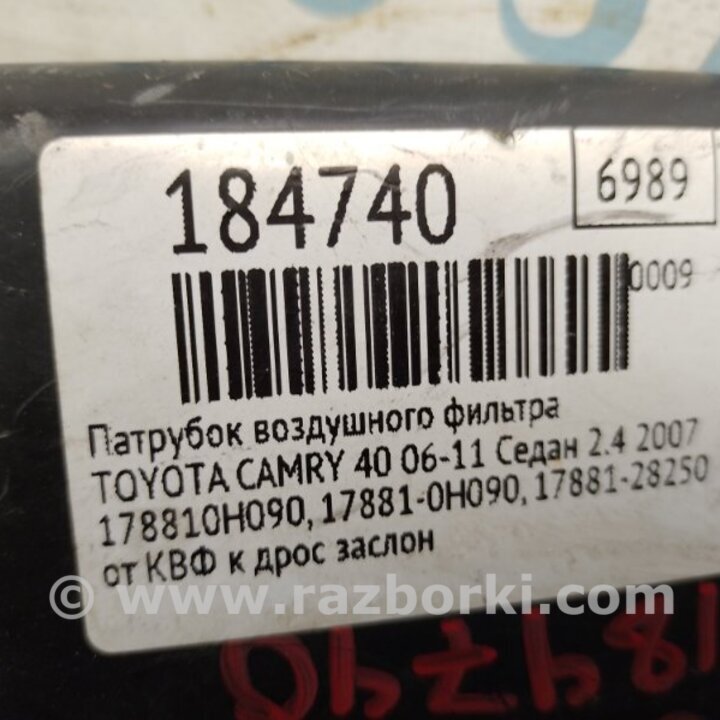 184740
6989
0009
Патрубок воздушного фильтра
TOYOTA CAMRY 40 06-11 Седан 2.4 2007
178810H090, 17881-0H090, 17881-28250
от КВФ к дрос заслон
© www.razborki.com